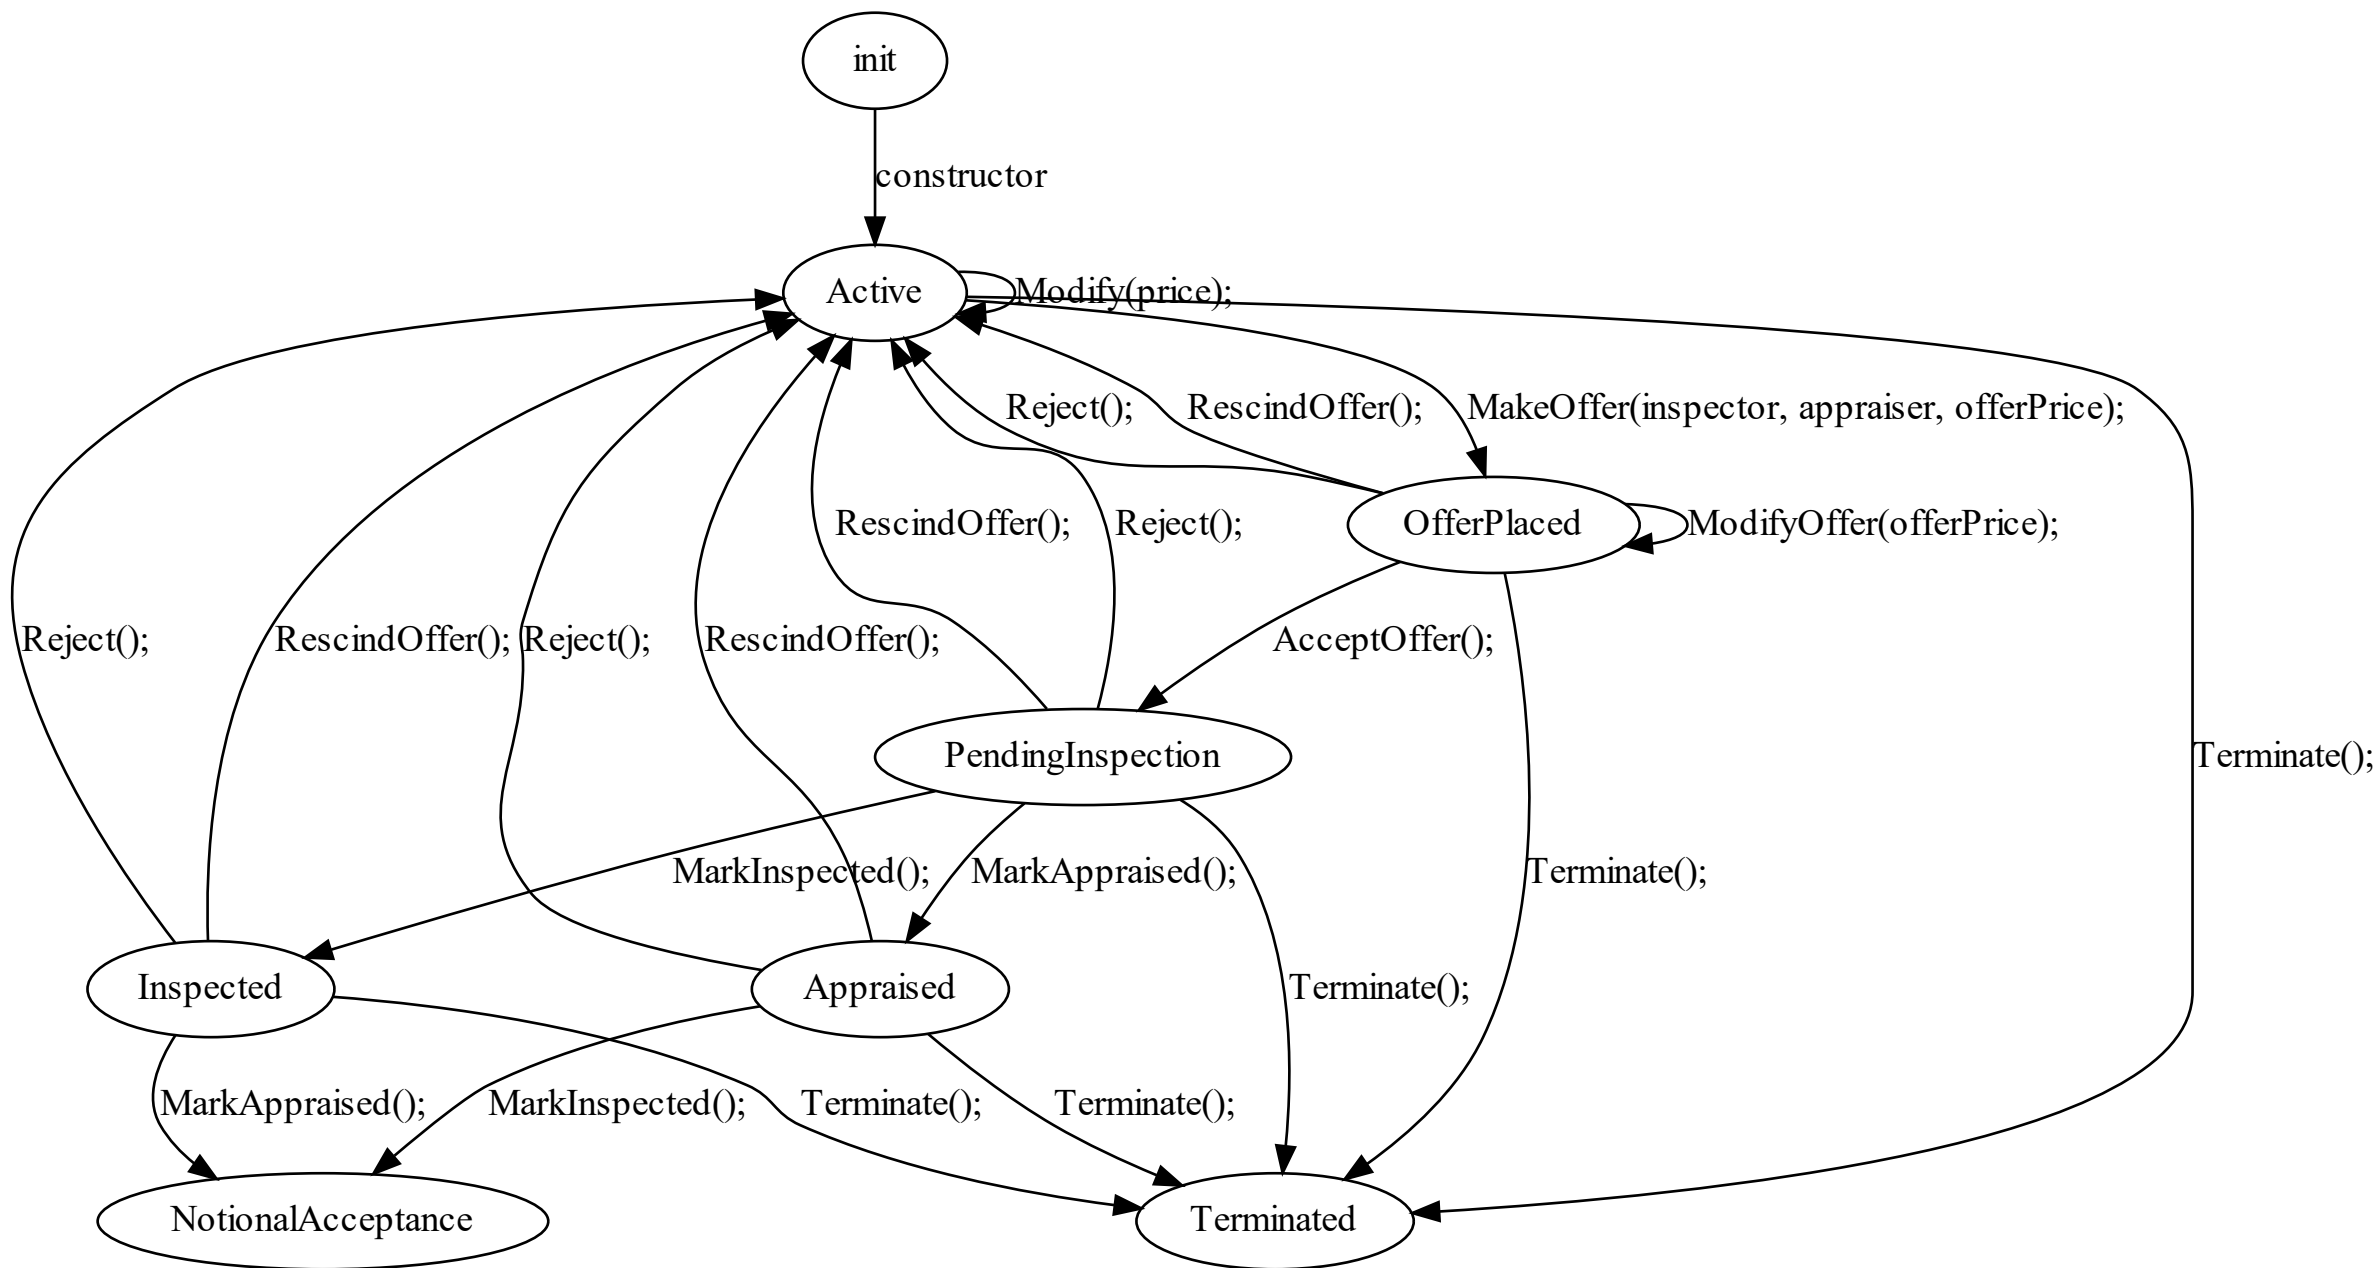 init
constructor
Active
Modify(price);
Reject();
RescindOffer();
MakeOffer(inspector, appraiser, offerPrice);
RescindOffer();
Reject();
OfferPlaced
ModifyOffer(offerPrice);
Reject();
RescindOffer();
Reject();
RescindOffer();
AcceptOffer();
PendingInspection
Terminate();
MarkInspected();
MarkAppraised();
Terminate();
Inspected
Appraised
Terminate();
MarkAppraised();
MarkInspected();
Terminate();
Terminate();
NotionalAcceptance
Terminated